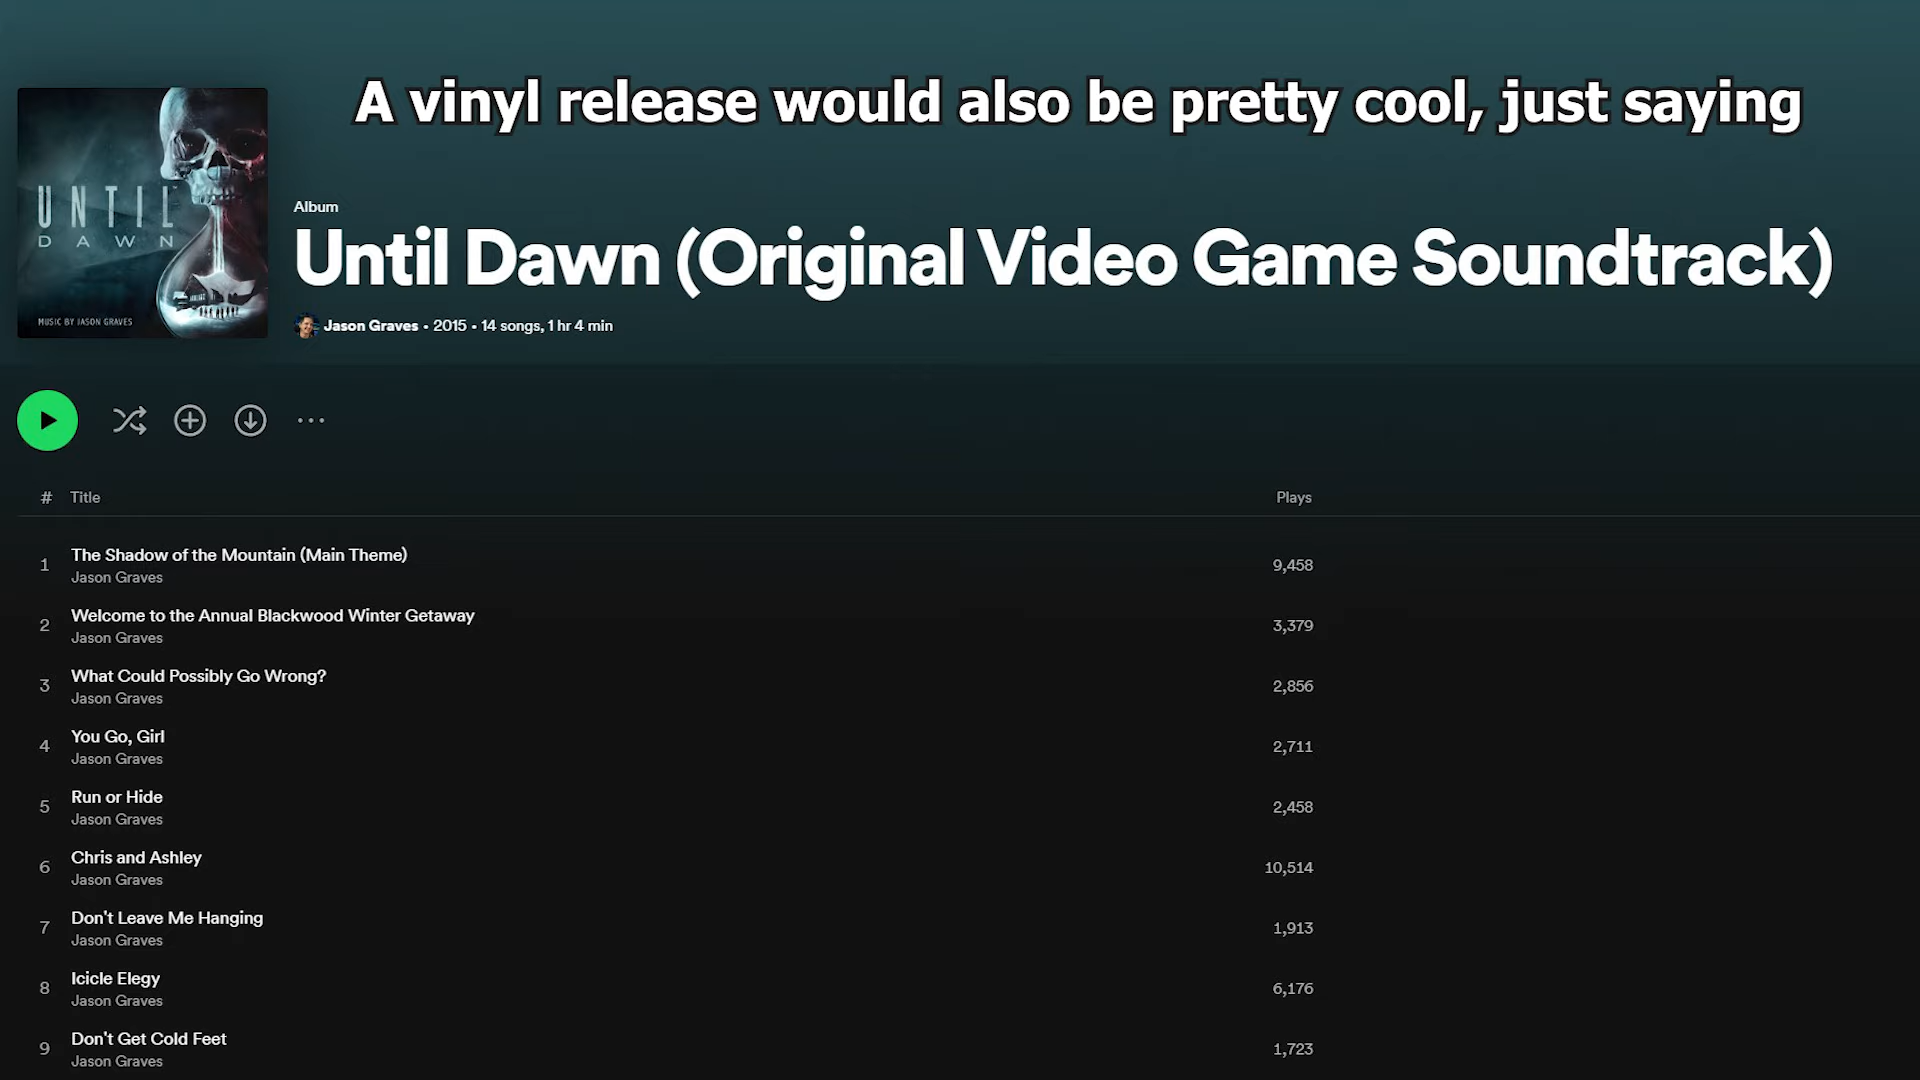 A vinyl release would also be pretty cool, just saying
UNTIL
DAWN
MUSIC BY JASON GRAVES
Album
Until Dawn (Original Video Game Soundtrack)
Jason Graves • 2015 • 14 songs, 1 hr 4 min
# Title Plays
1 The Shadow of the Mountain (Main Theme) 9,458
Jason Graves
2 Welcome to the Annual Blackwood Winter Getaway 3,379
Jason Graves
3 What Could Possibly Go Wrong? 2,856
Jason Graves
4 You Go, Girl 2,711
Jason Graves
5 Run or Hide 2,458
Jason Graves
6 Chris and Ashley 10,514
Jason Graves
7 Don't Leave Me Hanging 1,913
Jason Graves
8 Icicle Elegy 6,176
Jason Graves
9 Don't Get Cold Feet 1,723
Jason Graves